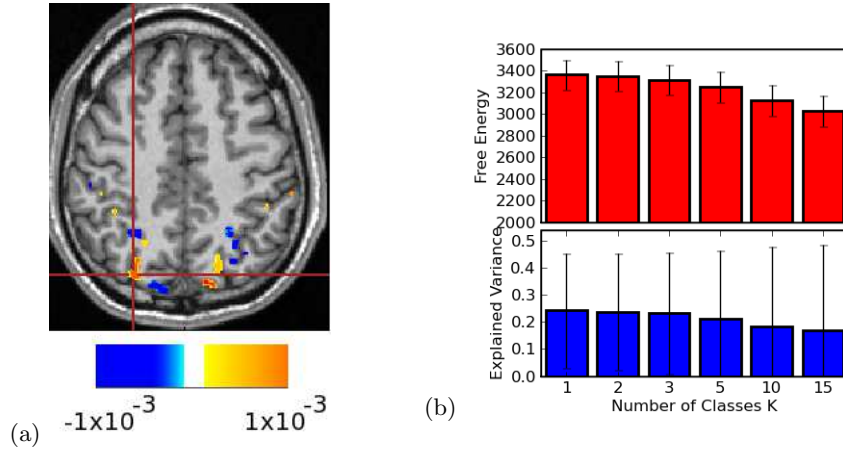 -1x10-3
1x10-3
(a)
3600
3400
3200
3000
2800
2600
2400
2200
2000
Free Energy
0.5
0.4
0.3
0.2
0.1
0.0
Explained Variance
1 2 3 5 10 15
Number of Classes K
(b)